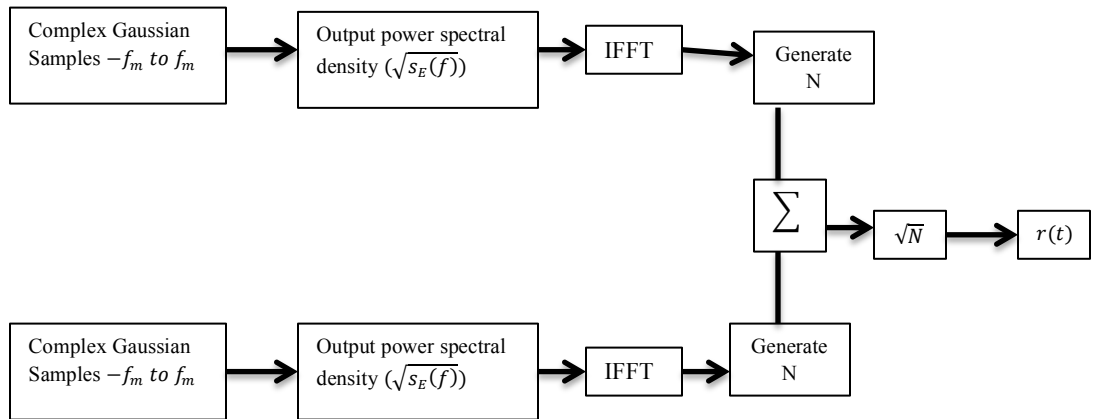 Complex Gaussian
Samples −f_m to f_m
Output power spectral
density (√s_E(f))
IFFT
Generate
N
∑
√N
r(t)
Complex Gaussian
Samples −f_m to f_m
Output power spectral
density (√s_E(f))
IFFT
Generate
N